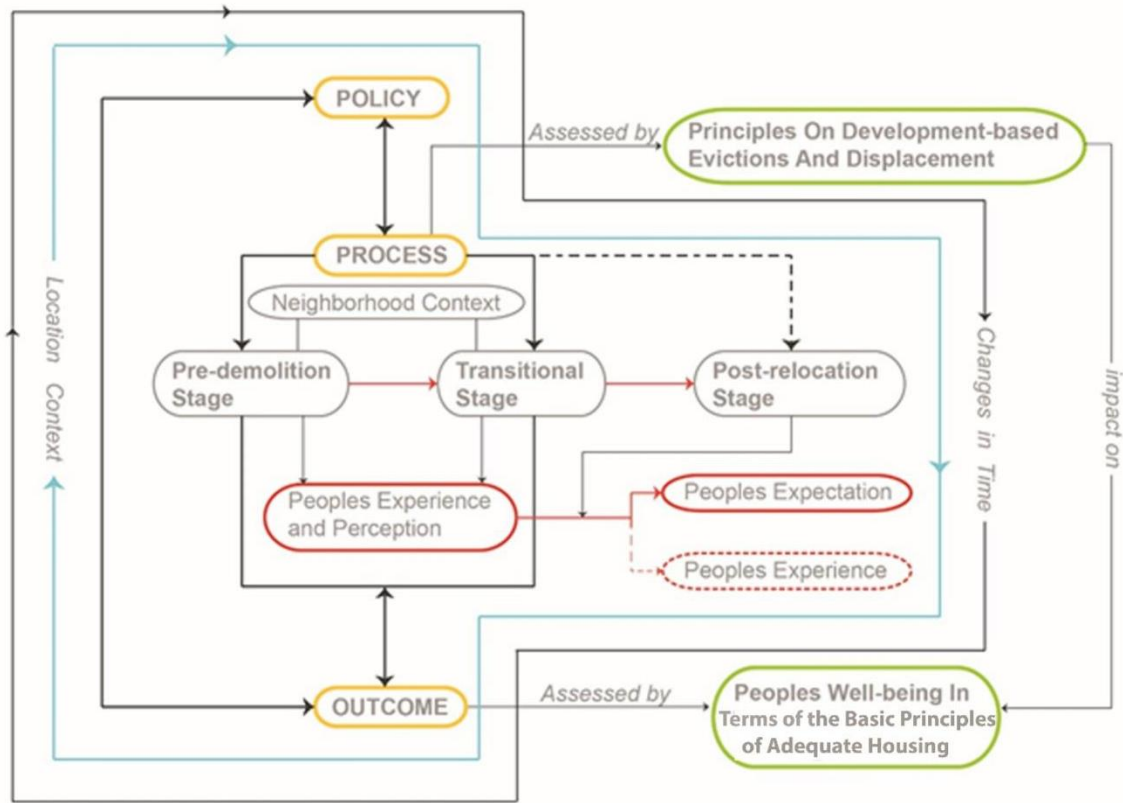 POLICY
Assessed by
Principles On Development-based
Evictions And Displacement
PROCESS
Neighborhood Context
Location Context
Pre-demolition
Stage
Transitional
Stage
Post-relocation
Stage
Changes in Time
impact on
Peoples Experience
and Perception
Peoples Expectation
Peoples Experience
OUTCOME
Assessed by
Peoples Well-being In
Terms of the Basic Principles
of Adequate Housing